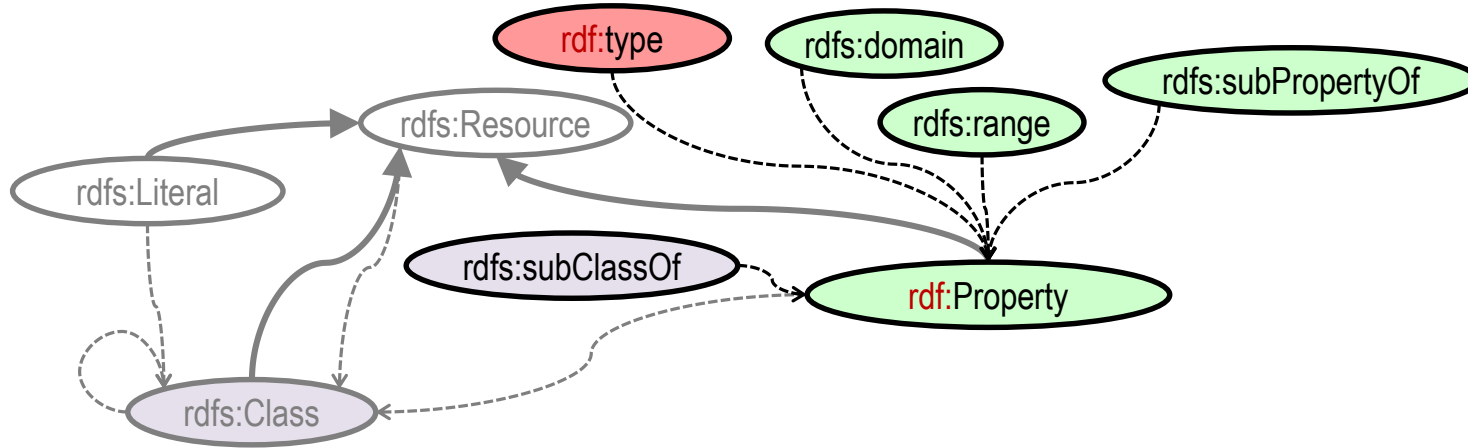 rdf:type
rdfs:domain
rdfs:subPropertyOf
rdfs:Resource
rdfs:range
rdfs:Literal
rdfs:subClassOf
rdf:Property
rdfs:Class